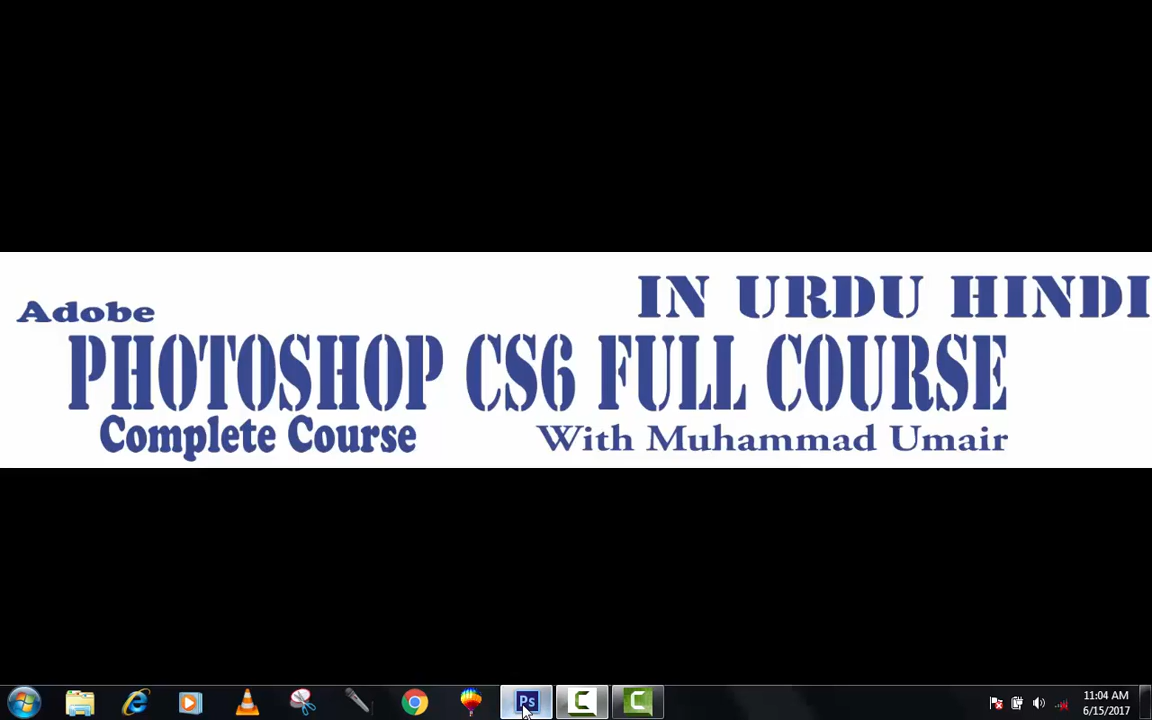 IN URDU HINDI
Adobe
PHOTOSHOP CS6 FULL COURSE
Complete Course
With Muhammad Umair
Ps
11:04 AM
6/15/2017